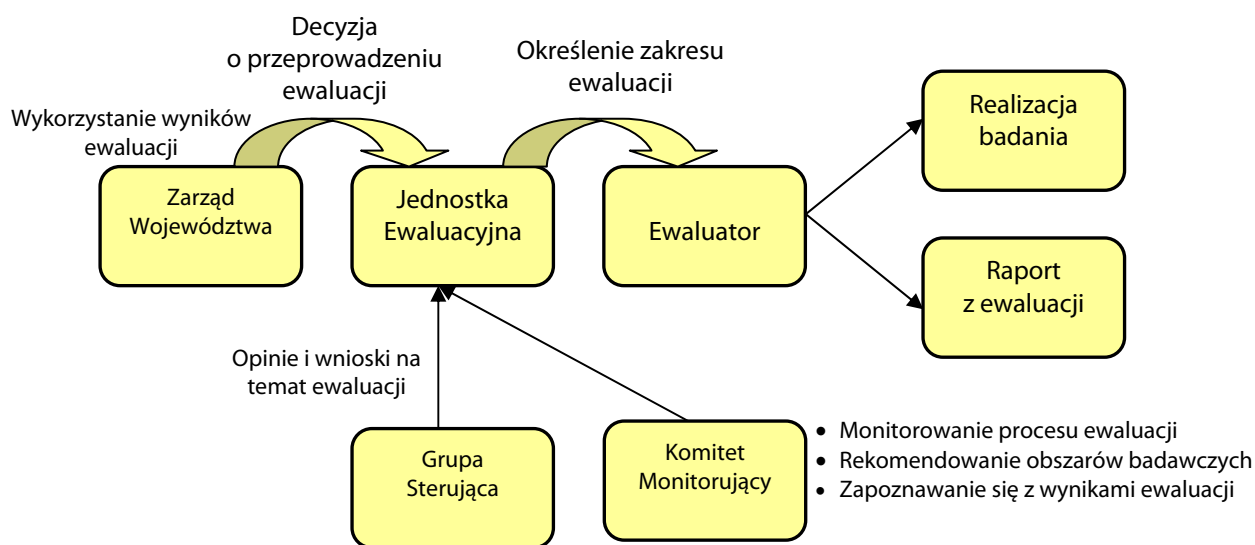 Decyzja
o przeprowadzeniu
ewaluacji
Określenie zakresu
ewaluacji
Wykorzystanie wyników
ewaluacji
Zarząd
Województwa
Jednostka
Ewaluacyjna
Ewaluator
Realizacja
badania
Raport
z ewaluacji
Opinie i wnioski na
temat ewaluacji
Grupa
Sterująca
Komitet
Monitorujący
• Monitorowanie procesu ewaluacji
• Rekomendowanie obszarów badawczych
• Zapoznawanie się z wynikami ewaluacji